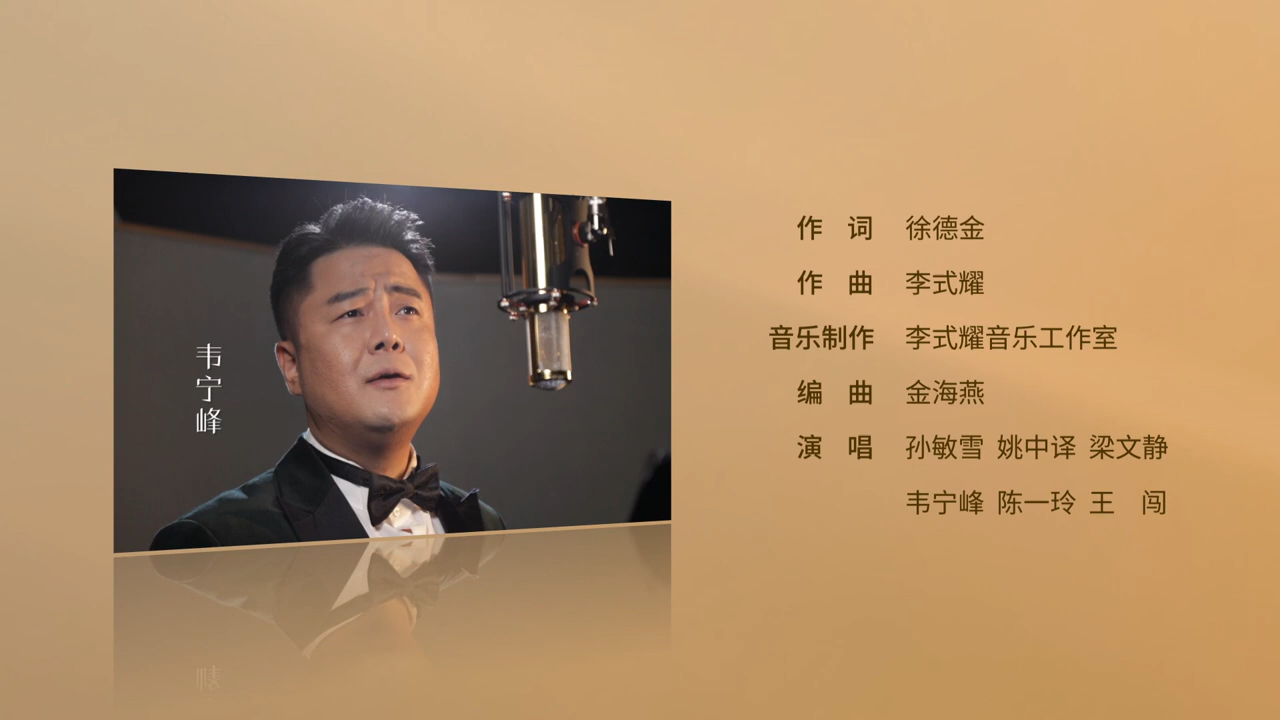 韦宁峰
作 词 徐德金
作 曲 李式耀
音乐制作 李式耀音乐工作室
编 曲 金海燕
演 唱 孙敏雪 姚中译 梁文静
韦宁峰 陈一玲 王 闯